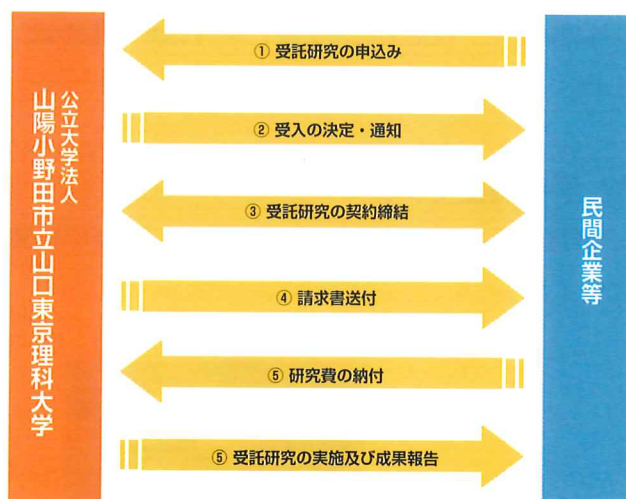 公立大学法人
山陽小野田市立山口東京理科大学
① 受託研究の申込み
② 受入の決定・通知
③ 受託研究の契約締結
④ 請求書送付
⑤ 研究費の納付
⑤ 受託研究の実施及び成果報告
民間企業等